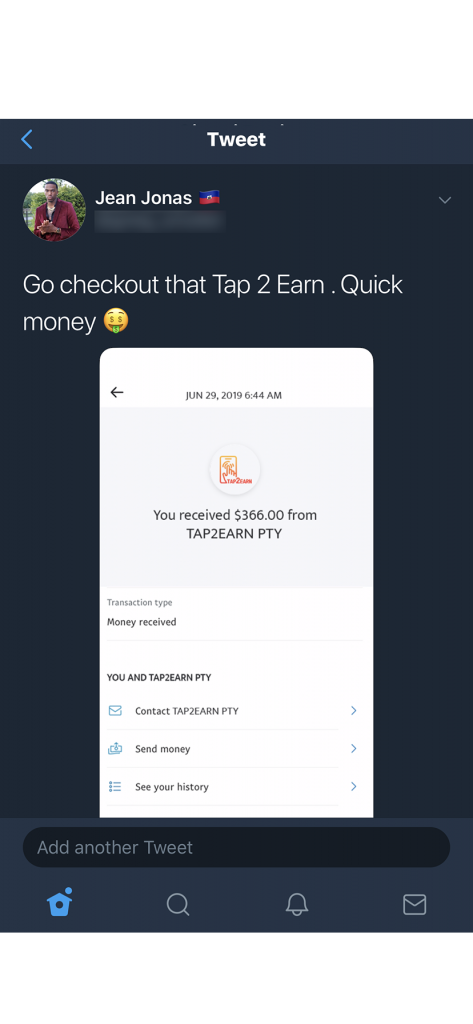 Tweet
Jean Jonas 🇭🇹
Go checkout that Tap 2 Earn . Quick
money 🤑
JUN 29, 2019 6:44 AM
TAP2EARN
You received $366.00 from
TAP2EARN PTY
Transaction type
Money received
YOU AND TAP2EARN PTY
Contact TAP2EARN PTY
Send money
See your history
Add another Tweet